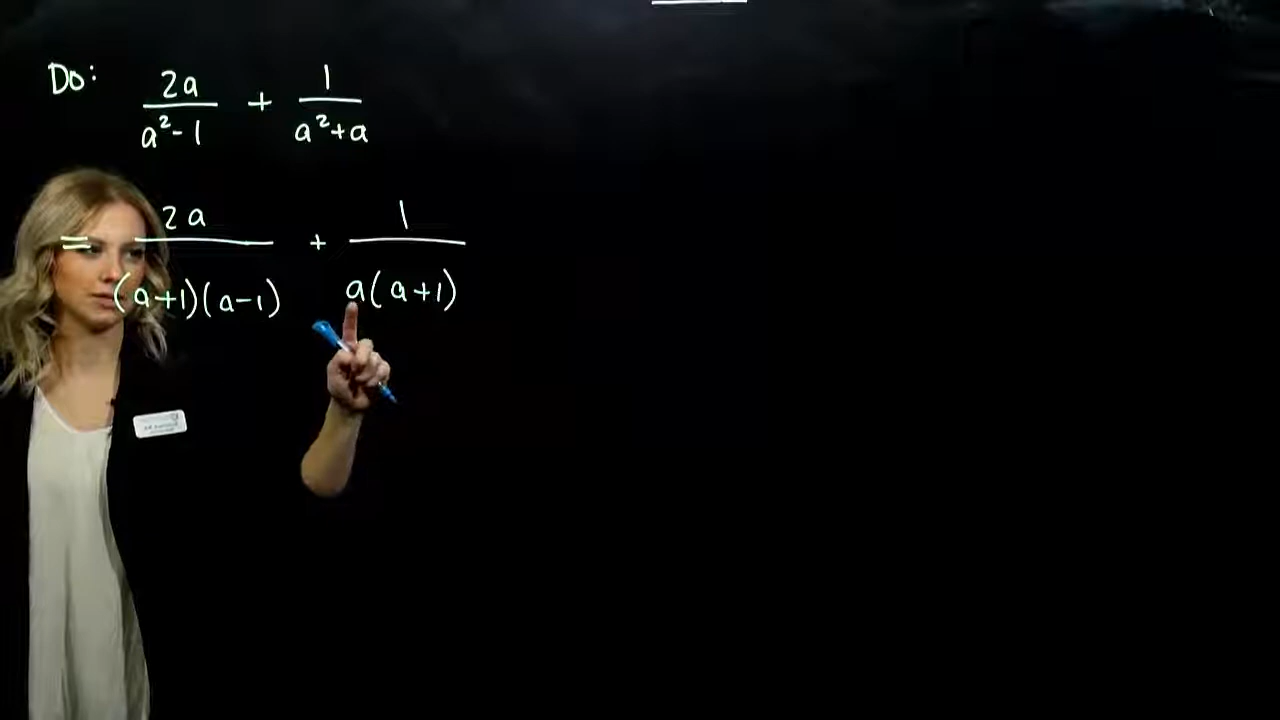 Do: 2a/(a²-1) + 1/(a²+a)
= 2a/((a+1)(a-1)) + 1/(a(a+1))